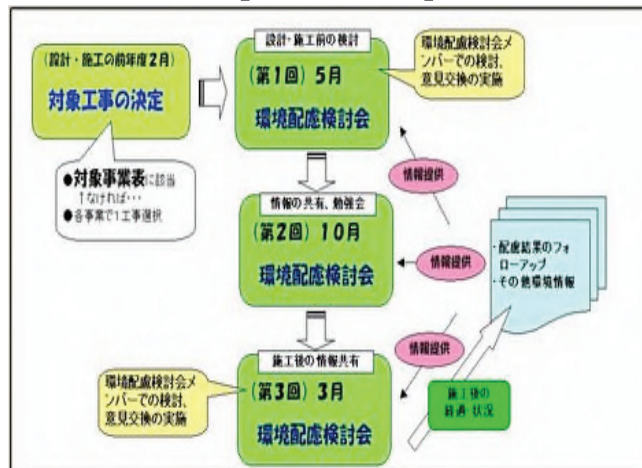 (設計・施工の前年度2月)
対象工事の決定
●対象事業表に該当
しなければ…
●各事業で1工事選択
設計・施工前の検討
(第1回) 5月
環境配慮検討会
環境配慮検討会メ
ンバーでの検討、
意見交換の実施
情報提供
情報の共有、勉強会
(第2回) 10月
環境配慮検討会
情報提供
・配慮結果のフォ
ローアップ
・その他環境情報
情報提供
施工後の情報共有
(第3回) 3月
環境配慮検討会
環境配慮検討会メ
ンバーでの検討、
意見交換の実施
施工後の
経過・状況